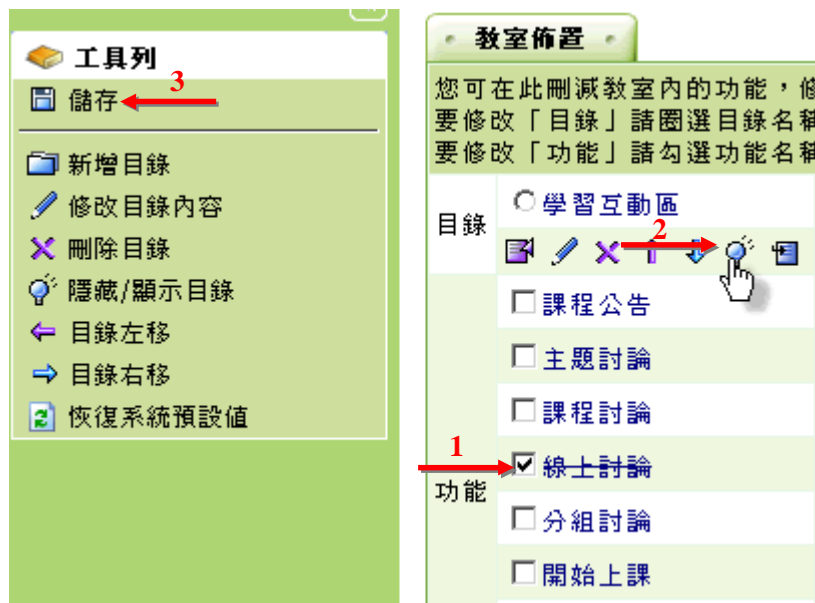 工具列
3
儲存
新增目錄
修改目錄內容
刪除目錄
隱藏/顯示目錄
目錄左移
目錄右移
恢復系統預設值
教室佈置
您可在此刪減教室內的功能，修
要修改「目錄」請圈選目錄名稱
要修改「功能」請勾選功能名稱
目錄
學習互動區
2
課程公告
主題討論
課程討論
1
線上討論
功能
分組討論
開始上課